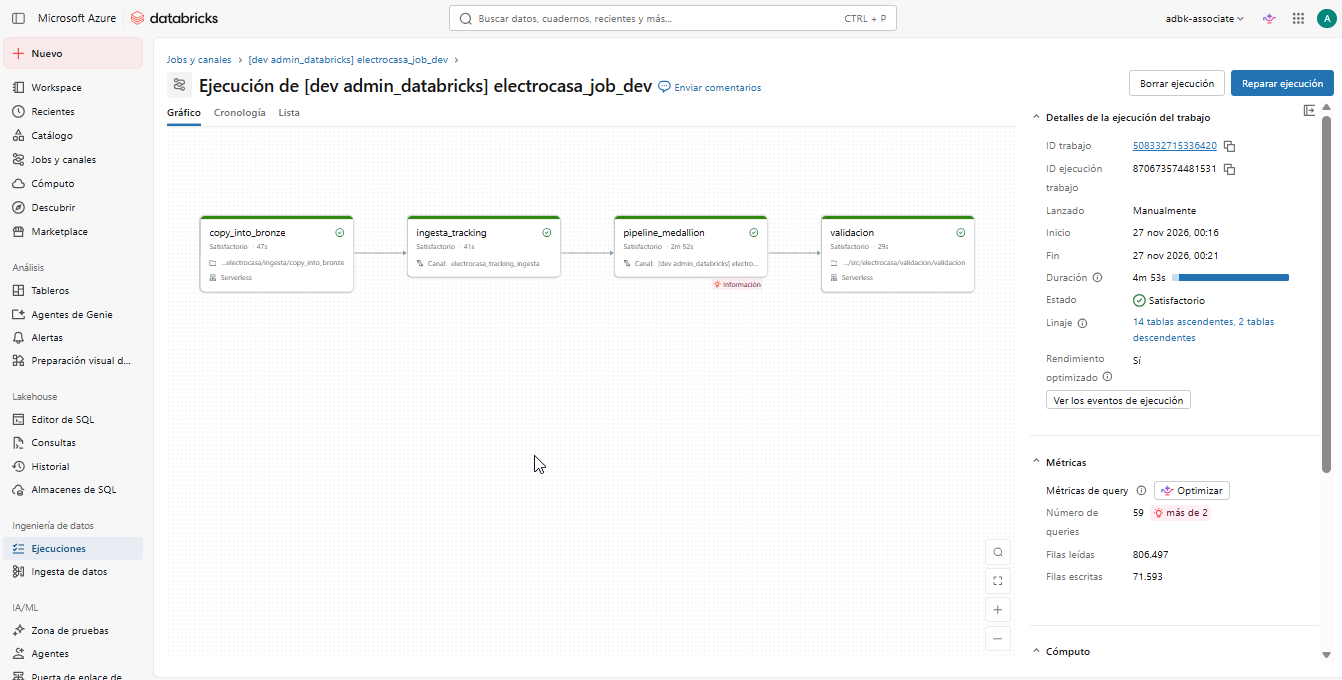 Microsoft Azure databricks
Buscar datos, cuadernos, recientes y más... CTRL + P
adbk-associate
A
Nuevo
Workspace
Recientes
Catálogo
Jobs y canales
Cómputo
Descubrir
Marketplace
Análisis
Tableros
Agentes de Genie
Alertas
Preparación visual d...
Lakehouse
Editor de SQL
Consultas
Historial
Almacenes de SQL
Ingeniería de datos
Ejecuciones
Ingesta de datos
IA/ML
Zona de pruebas
Agentes
Puerta de enlace de
Jobs y canales > [dev admin_databricks] electrocasa_job_dev >
Ejecución de [dev admin_databricks] electrocasa_job_dev Enviar comentarios
Borrar ejecución Reparar ejecución
Gráfico Cronología Lista
copy_into_bronze
Satisfactorio · 47s
...electrocasa/ingesta/copy_into_bronze
Serverless
ingesta_tracking
Satisfactorio · 41s
Canal: electrocasa_tracking_ingesta
pipeline_medallion
Satisfactorio · 2m 52s
Canal: [dev admin_databricks] electro...
Información
validacion
Satisfactorio · 29s
.../src/electrocasa/validacion/validacion
Serverless
Detalles de la ejecución del trabajo
ID trabajo 508332715336420
ID ejecución trabajo 870673574481531
Lanzado Manualmente
Inicio 27 nov 2026, 00:16
Fin 27 nov 2026, 00:21
Duración 4m 53s
Estado Satisfactorio
Linaje 14 tablas ascendentes, 2 tablas
descendentes
Rendimiento optimizado Sí
Ver los eventos de ejecución
Métricas
Métricas de query Optimizar
Número de queries 59 más de 2
Filas leídas 806.497
Filas escritas 71.593
Cómputo